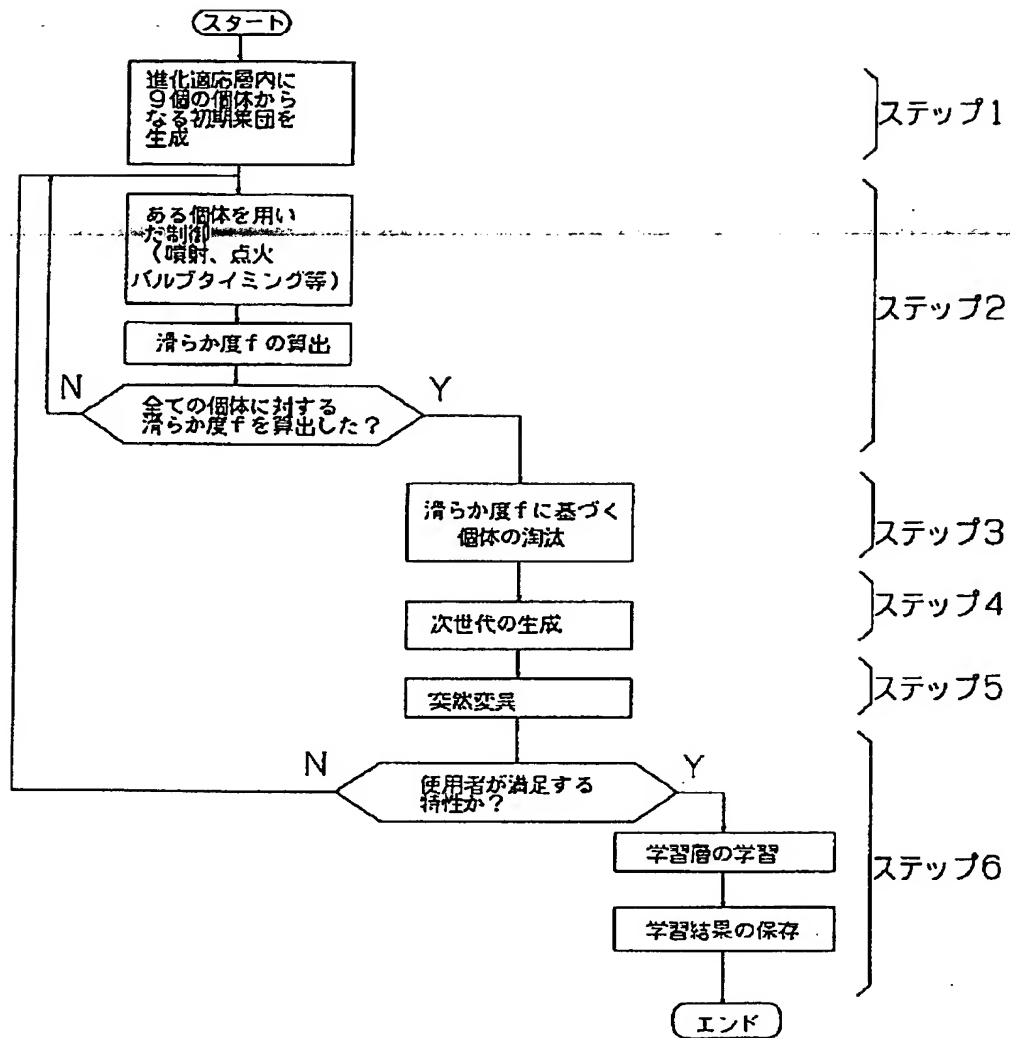 スタート
進化適応層内に
9個の個体から
なる初期集団を
生成
ステップ1
ある個体を用い
た制御
(噴射、点火
バルブタイミング等)
ステップ2
滑らか度fの算出
N
Y
全ての個体に対する
滑らか度fを算出した?
滑らか度fに基づく
個体の淘汰
ステップ3
次世代の生成
ステップ4
突然変異
ステップ5
N
Y
使用者が満足する
特性か?
学習層の学習
ステップ6
学習結果の保存
エンド